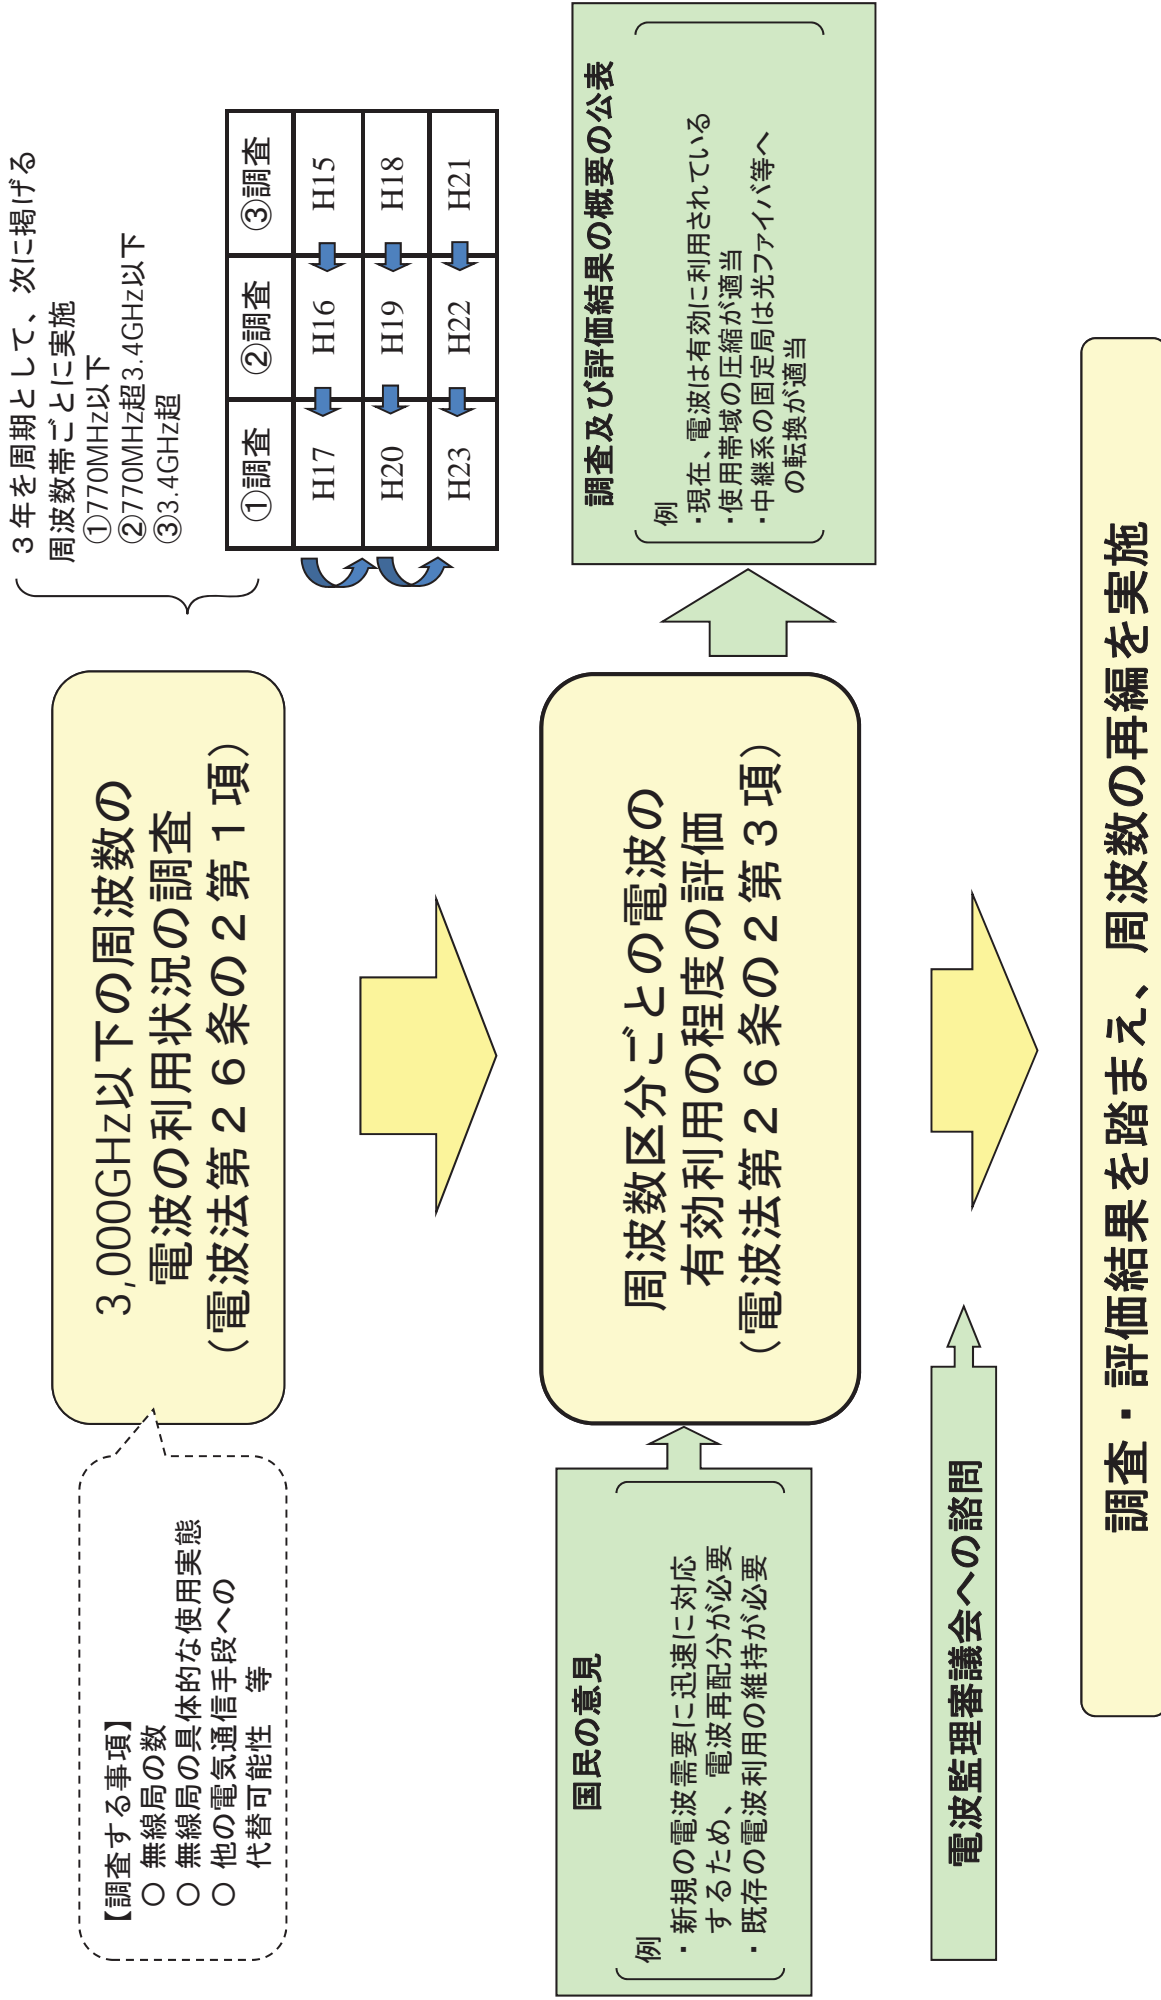 【調査する事項】
○ 無線局の数
○ 無線局の具体的な使用実態
○ 他の電気通信手段への
代替可能性 等
3,000GHz以下の周波数の
電波の利用状況の調査
(電波法第26条の2第1項)
3年を周期として、次に掲げる
周波数帯ごとに実施
①770MHz以下
②770MHz超3.4GHz以下
③3.4GHz超
①調査 ②調査 ③調査
H17 H16 H15
H20 H19 H18
H23 H22 H21
国民の意見
例
・新規の電波需要に迅速に対応
するため、電波再配分が必要
・既存の電波利用の維持が必要
周波数区分ごとの電波の
有効利用の程度の評価
(電波法第26条の2第3項)
調査及び評価結果の概要の公表
例
・現在、電波は有効に利用されている
・使用帯域の圧縮が適当
・中継系の固定局は光ファイバ等へ
の転換が適当
電波監理審議会への諮問
調査・評価結果を踏まえ、周波数の再編を実施